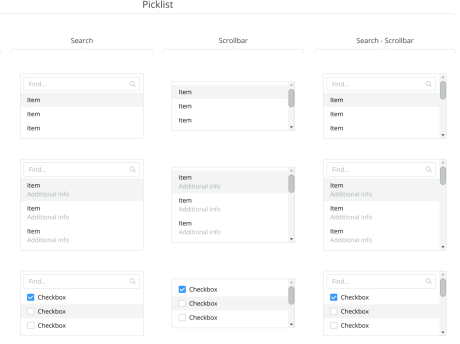 Picklist
Search
Scrollbar
Search - Scrollbar
Find...
Item
Item
Item
Item
Item
Item
Find...
Item
Item
Item
Find...
Item
Additional info
Item
Additional info
Item
Additional info
Item
Additional info
Item
Additional info
Item
Additional info
Find...
Item
Additional info
Item
Additional info
Item
Additional info
Find...
Checkbox
Checkbox
Checkbox
Checkbox
Checkbox
Checkbox
Find...
Checkbox
Checkbox
Checkbox